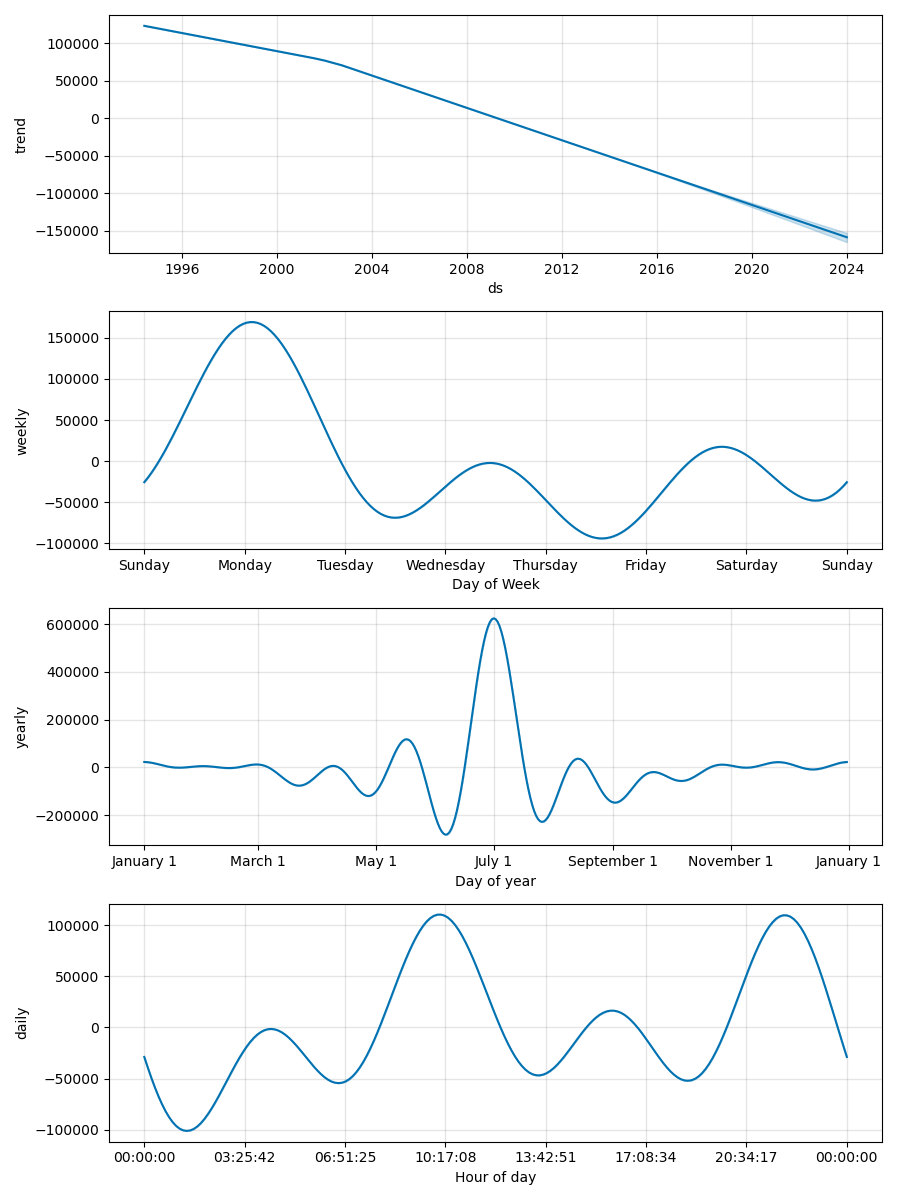 trend
100000
50000
0
−50000
−100000
−150000
1996 2000 2004 2008 2012 2016 2020 2024
ds
weekly
150000
100000
50000
0
−50000
−100000
Sunday Monday Tuesday Wednesday Thursday Friday Saturday Sunday
Day of Week
yearly
600000
400000
200000
0
−200000
January 1 March 1 May 1 July 1 September 1 November 1 January 1
Day of year
daily
100000
50000
0
−50000
−100000
00:00:00 03:25:42 06:51:25 10:17:08 13:42:51 17:08:34 20:34:17 00:00:00
Hour of day